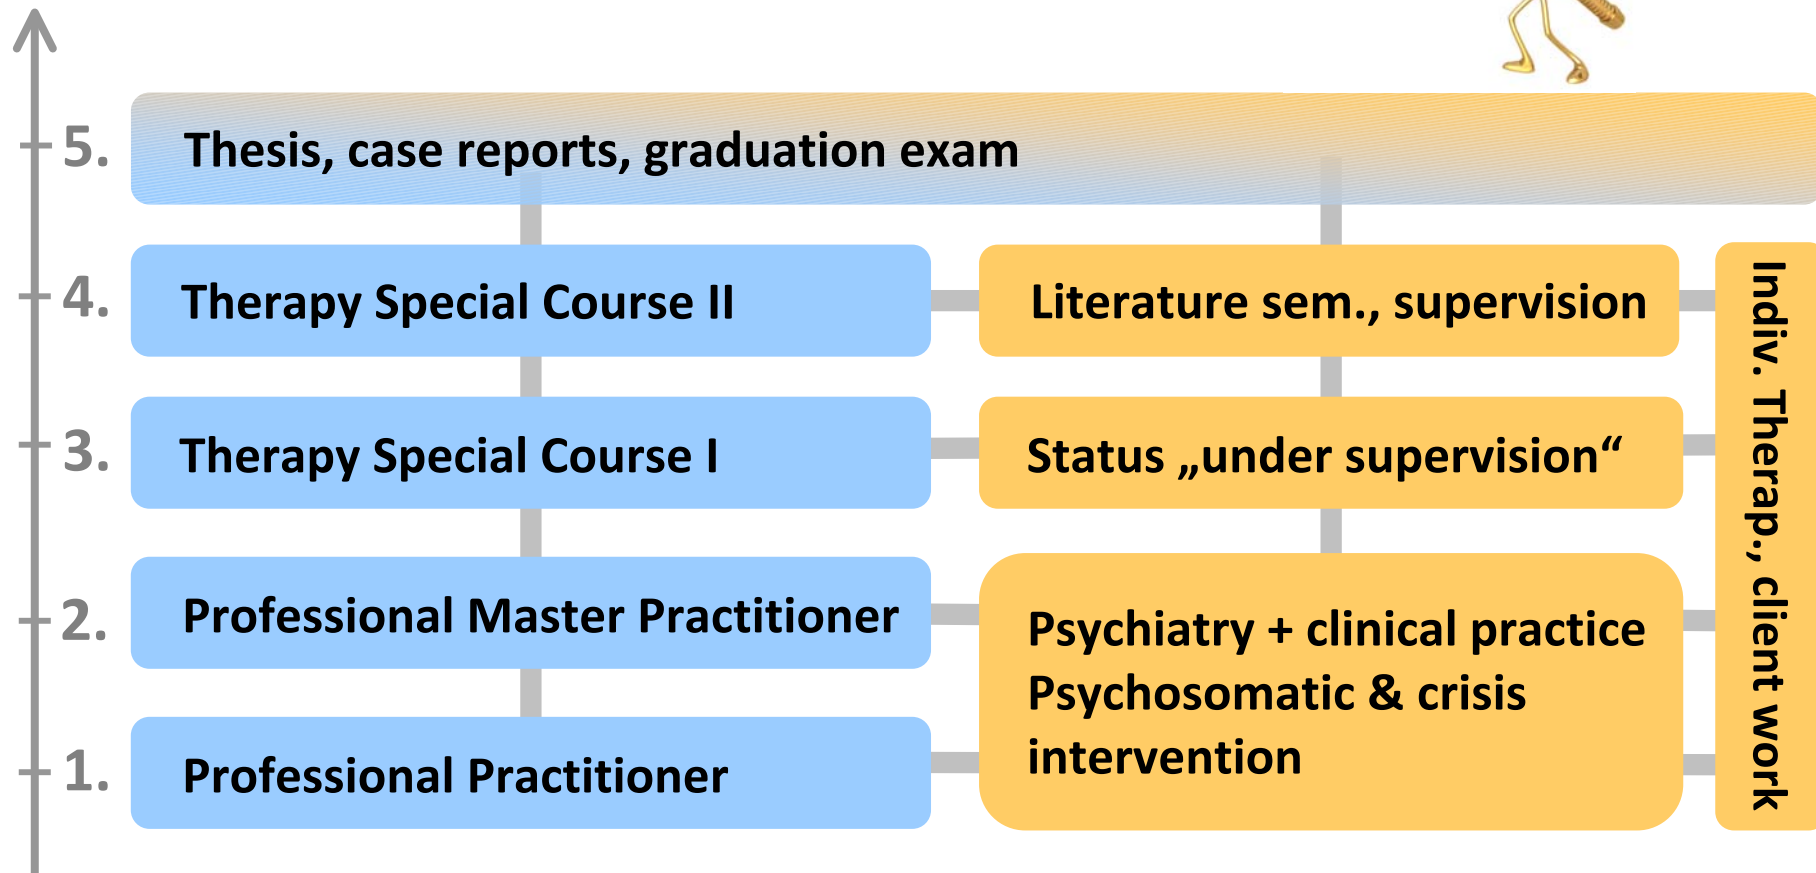 5.
Thesis, case reports, graduation exam
4.
Therapy Special Course II
Literature sem., supervision
3.
Therapy Special Course I
Status „under supervision“
2.
Professional Master Practitioner
Psychiatry + clinical practice
Psychosomatic & crisis
intervention
1.
Professional Practitioner
Indiv. Therap., client work